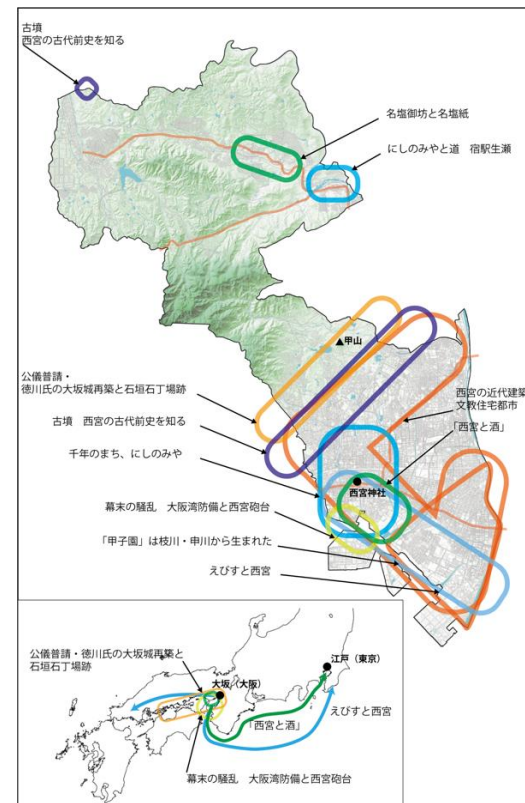 古墳
西宮の古代前史を知る
名塩御坊と名塩紙
にしのみやと道　宿駅生瀬
▲甲山
公儀普請・
徳川氏の大坂城再築と石垣石丁場跡
西宮の近代建築
文教住宅都市
古墳　西宮の古代前史を知る
「西宮と酒」
千年のまち、にしのみや
西宮神社
幕末の騒乱　大阪湾防備と西宮砲台
「甲子園」は枝川・申川から生まれた
えびすと西宮
公儀普請・徳川氏の大坂城再築と
石垣石丁場跡
江戸（東京）
大坂（大阪）
えびすと西宮
「西宮と酒」
幕末の騒乱　大阪湾防備と西宮砲台